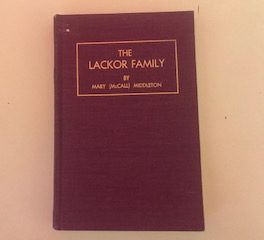 THE
LACKOR FAMILY
BY
MARY (McCALL) MIDDLETON